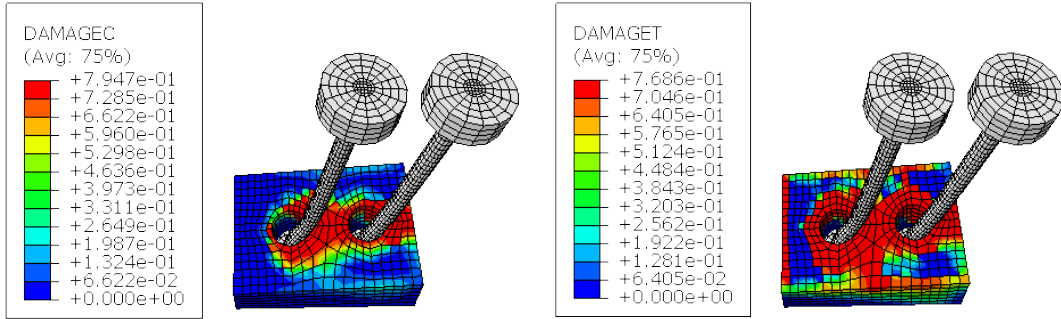 DAMAGEC
(Avg: 75%)
+7.947e-01
+7.285e-01
+6.622e-01
+5.960e-01
+5.298e-01
+4.636e-01
+3.973e-01
+3.311e-01
+2.649e-01
+1.987e-01
+1.324e-01
+6.622e-02
+0.000e+00
DAMAGET
(Avg: 75%)
+7.686e-01
+7.046e-01
+6.405e-01
+5.765e-01
+5.124e-01
+4.484e-01
+3.843e-01
+3.203e-01
+2.562e-01
+1.922e-01
+1.281e-01
+6.405e-02
+0.000e+00